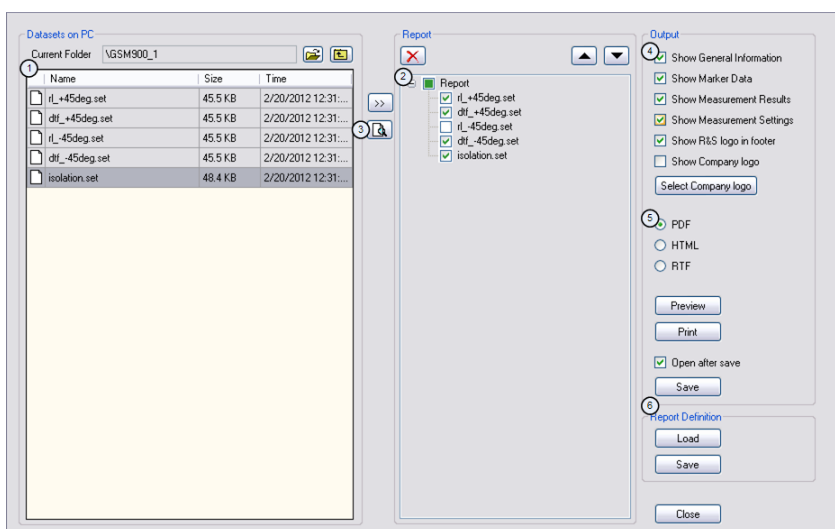 Datasets on PC
Current Folder \GSM900_1
1
Name Size Time
rl_+45deg.set 45.5 KB 2/20/2012 12:31:...
dtf_+45deg.set 45.5 KB 2/20/2012 12:31:...
rl_-45deg.set 45.5 KB 2/20/2012 12:31:...
dtf_-45deg.set 45.5 KB 2/20/2012 12:31:...
isolation.set 48.4 KB 2/20/2012 12:31:...
>>
3
Report
2
Report
rl_+45deg.set
dtf_+45deg.set
rl_-45deg.set
dtf_-45deg.set
isolation.set
Output
4
Show General Information
Show Marker Data
Show Measurement Results
Show Measurement Settings
Show R&S logo in footer
Show Company logo
Select Company logo
5
PDF
HTML
RTF
Preview
Print
Open after save
Save
6
Report Definition
Load
Save
Close